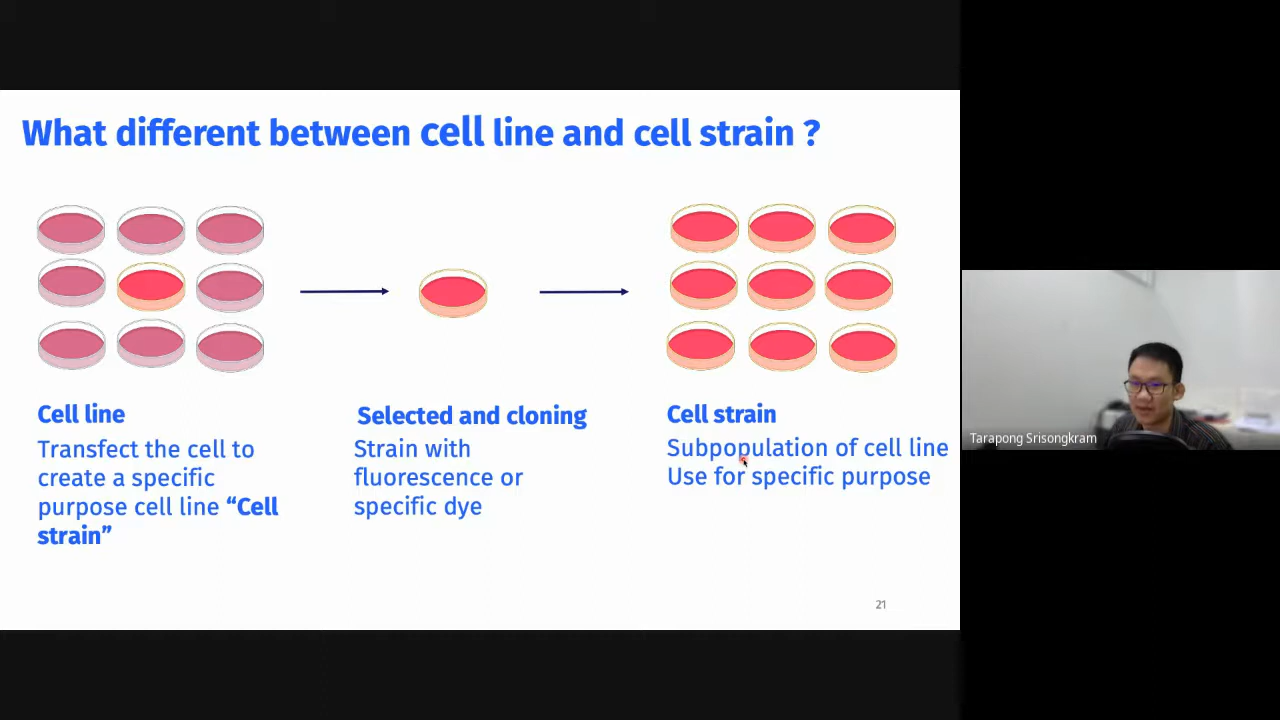 What different between cell line and cell strain ?
Cell line
Transfect the cell to
create a specific
purpose cell line “Cell
strain”
Selected and cloning
Strain with
fluorescence or
specific dye
Cell strain
Subpopulation of cell line
Use for specific purpose
21
Tarapong Srisongkram